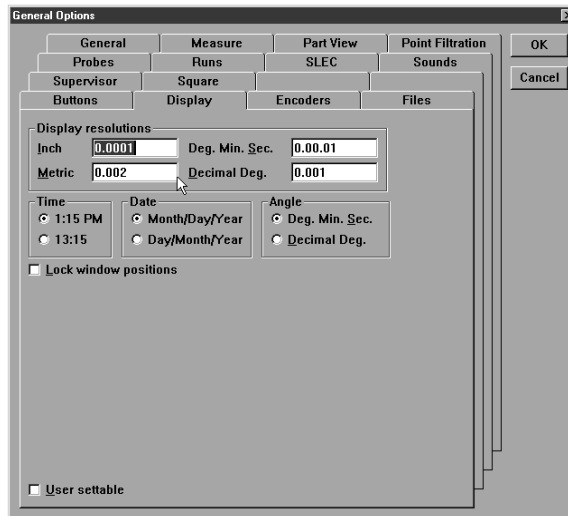 General Options
General Measure Part View Point Filtration OK
Probes Runs SLEC Sounds
Supervisor Square Cancel
Buttons Display Encoders Files
Display resolutions
Inch 0.0001 Deg. Min. Sec. 0.00.01
Metric 0.002 Decimal Deg. 0.001
Time Date Angle
1:15 PM Month/Day/Year Deg. Min. Sec.
13:15 Day/Month/Year Decimal Deg.
Lock window positions
User settable